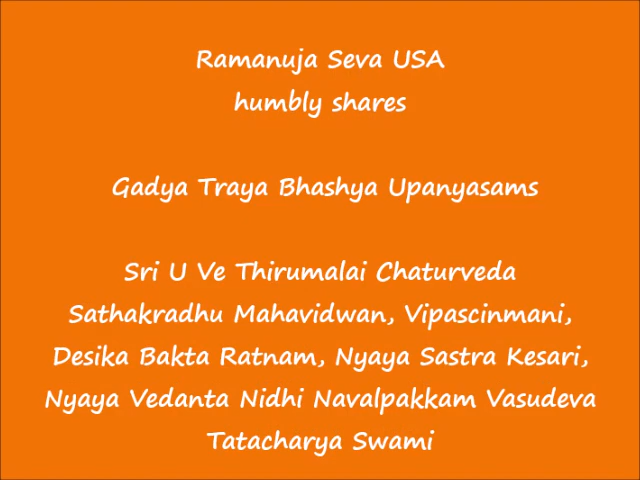 Ramanuja Seva USA
humbly shares
Gadya Traya Bhashya Upanyasams
Sri U Ve Thirumalai Chaturveda
Sathakradhu Mahavidwan, Vipascinmani,
Desika Bakta Ratnam, Nyaya Sastra Kesari,
Nyaya Vedanta Nidhi Navalpakkam Vasudeva
Tatacharya Swami